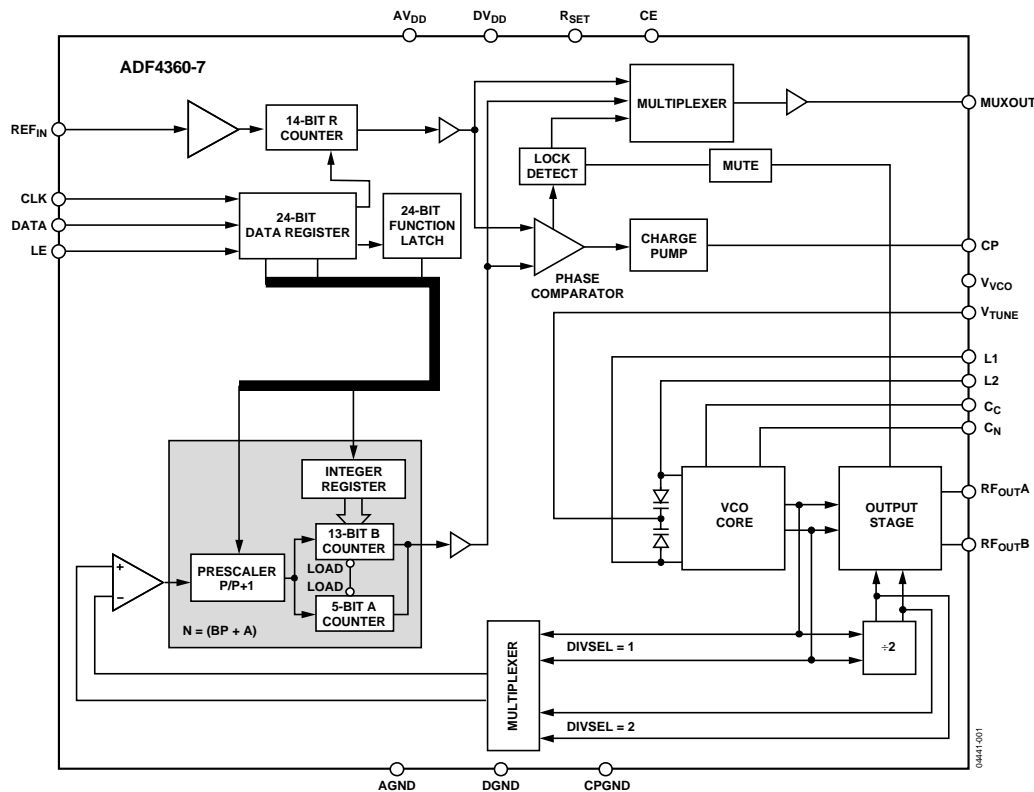 AVDD
DVDD
RSET
CE
ADF4360-7
REFIN
14-BIT R
COUNTER
MULTIPLEXER
MUXOUT
LOCK
DETECT
MUTE
CLK
DATA
LE
24-BIT
DATA REGISTER
24-BIT
FUNCTION
LATCH
PHASE
COMPARATOR
CHARGE
PUMP
CP
VVCO
VTUNE
L1
L2
CC
CN
INTEGER
REGISTER
13-BIT B
COUNTER
LOAD
LOAD
5-BIT A
COUNTER
PRESCALER
P/P+1
+
–
N = (BP + A)
VCO
CORE
OUTPUT
STAGE
RFOUTA
RFOUTB
MULTIPLEXER
DIVSEL = 1
DIVSEL = 2
÷2
04441-001
AGND
DGND
CPGND